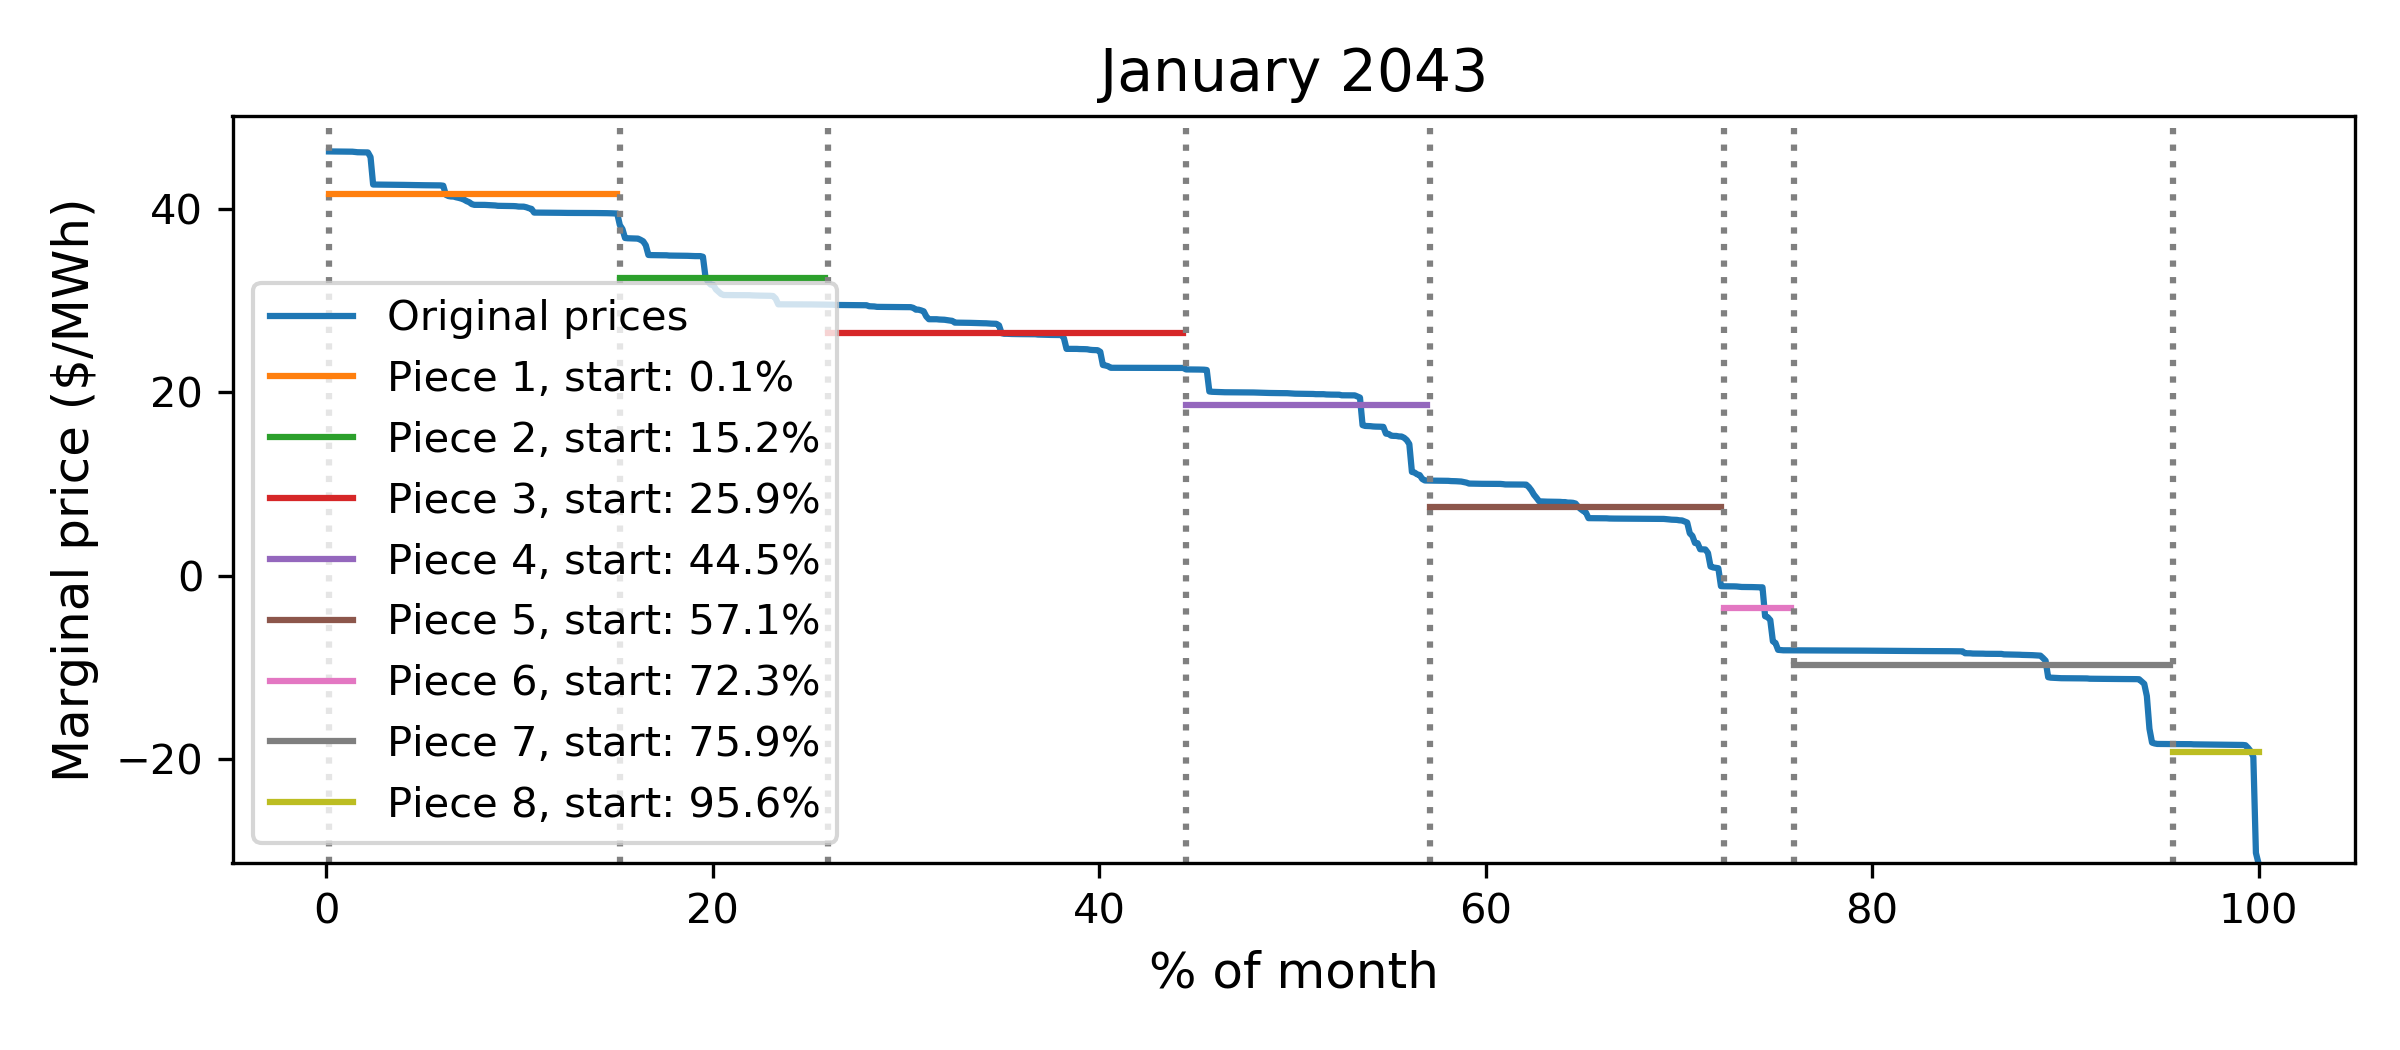 January 2043
Marginal price ($/MWh)
40
20
0
−20
Original prices
Piece 1, start: 0.1%
Piece 2, start: 15.2%
Piece 3, start: 25.9%
Piece 4, start: 44.5%
Piece 5, start: 57.1%
Piece 6, start: 72.3%
Piece 7, start: 75.9%
Piece 8, start: 95.6%
0 20 40 60 80 100
% of month